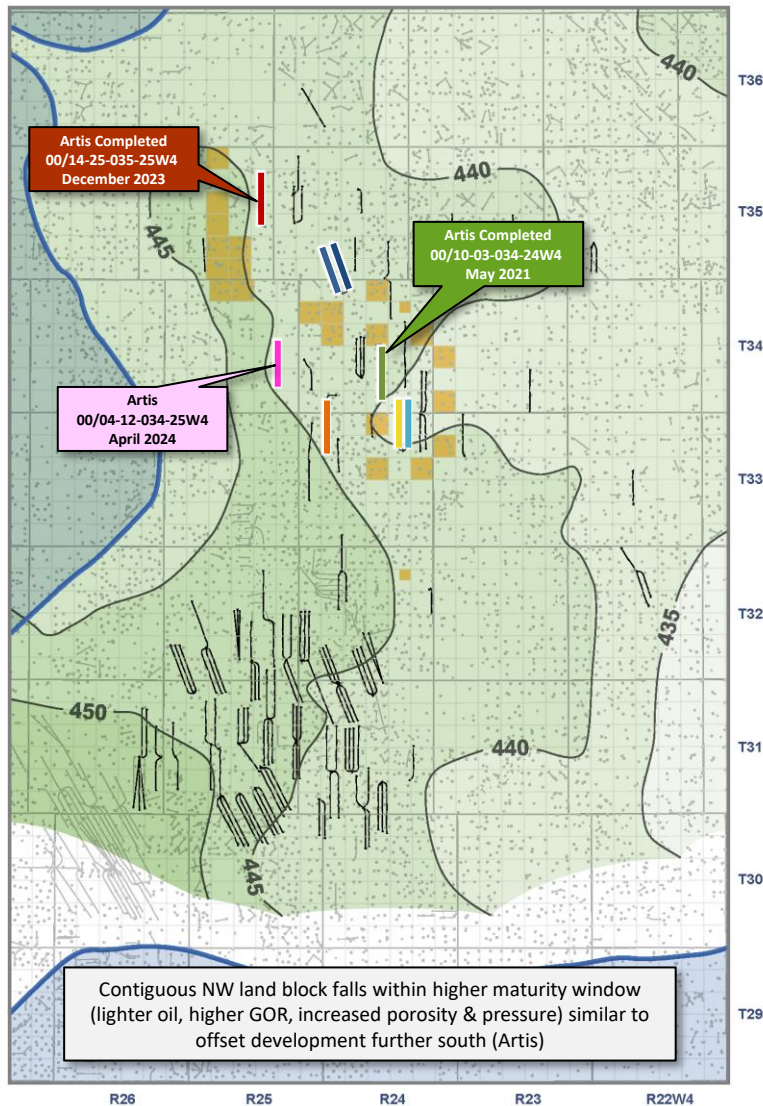 T36
440
Artis Completed
00/14-25-035-25W4
December 2023
440
T35
445
Artis Completed
00/10-03-034-24W4
May 2021
T34
Artis
00/04-12-034-25W4
April 2024
T33
T32
435
450
440
T31
445
T30
Contiguous NW land block falls within higher maturity window
(lighter oil, higher GOR, increased porosity & pressure) similar to
offset development further south (Artis)
T29
R26 R25 R24 R23 R22W4